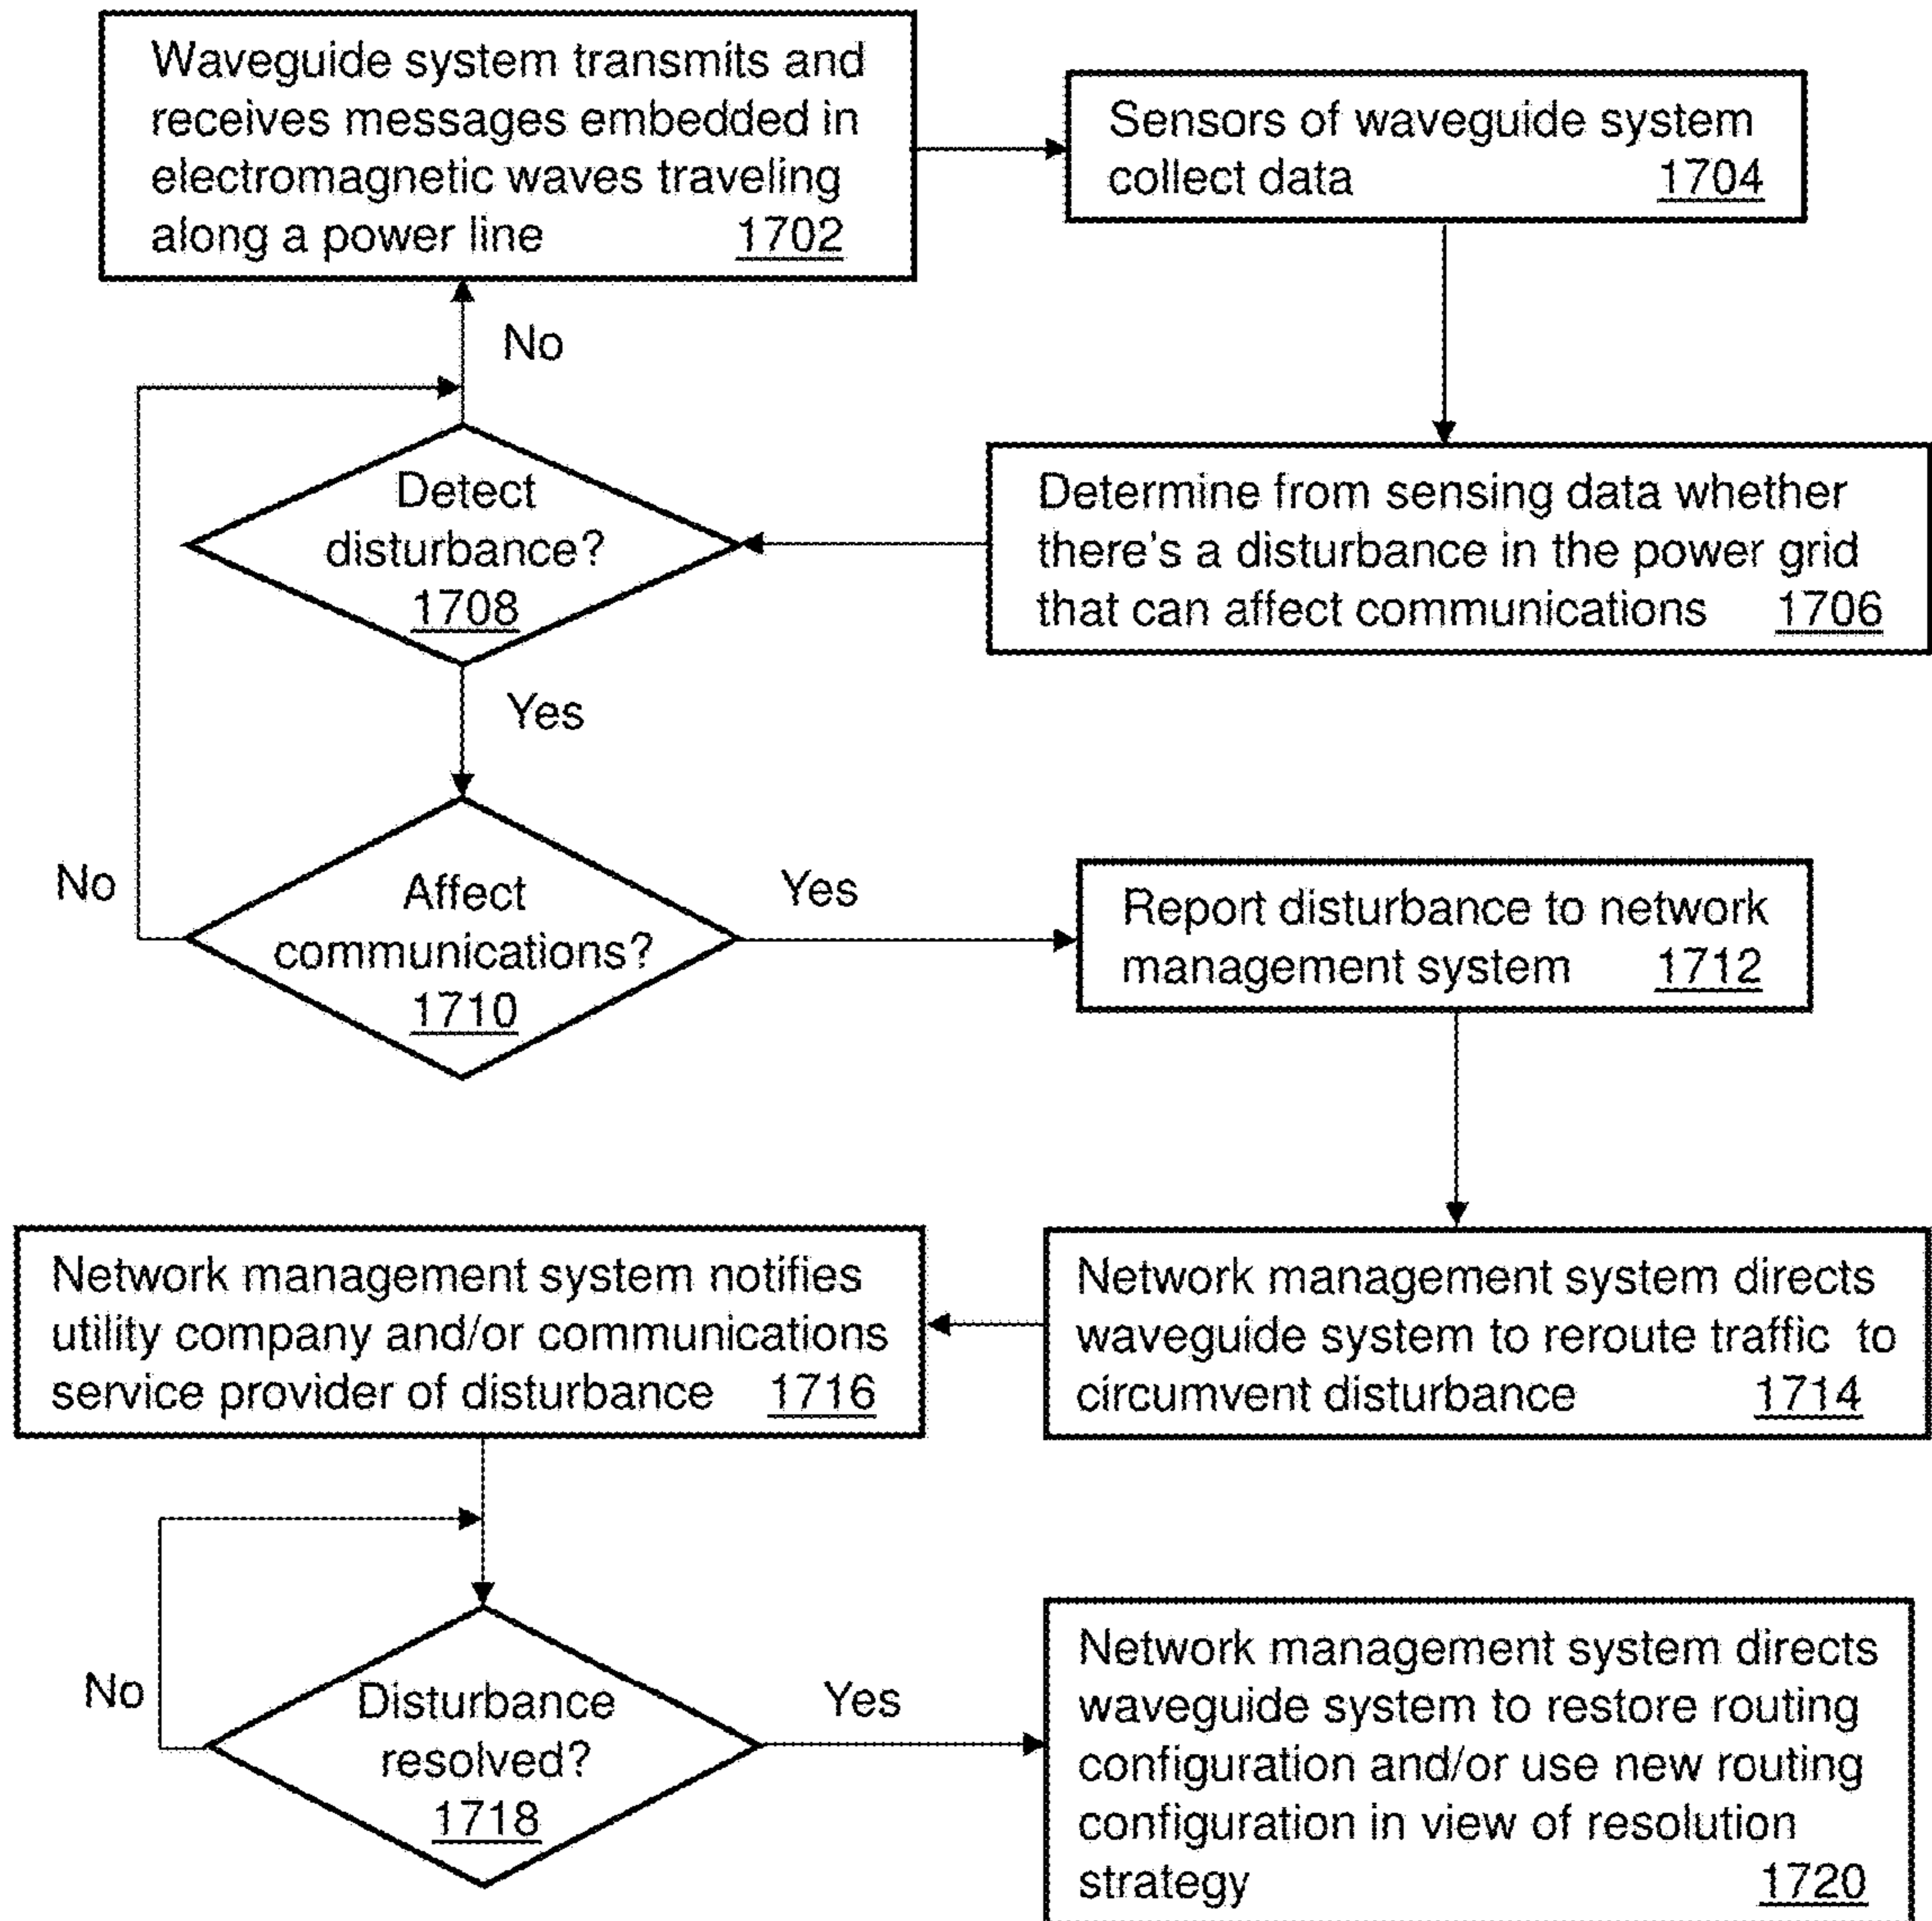 Waveguide system transmits and
receives messages embedded in
electromagnetic waves traveling
along a power line 1702
Sensors of waveguide system
collect data 1704
No
Detect
disturbance?
1708
Determine from sensing data whether
there's a disturbance in the power grid
that can affect communications 1706
Yes
No
Affect
communications?
1710
Yes
Report disturbance to network
management system 1712
Network management system notifies
utility company and/or communications
service provider of disturbance 1716
Network management system directs
waveguide system to reroute traffic to
circumvent disturbance 1714
No
Disturbance
resolved?
1718
Yes
Network management system directs
waveguide system to restore routing
configuration and/or use new routing
configuration in view of resolution
strategy 1720